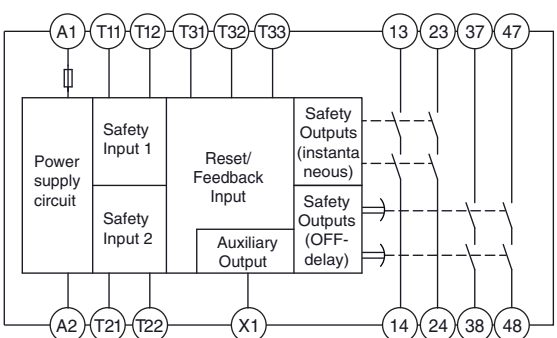 A1 T11 T12 T31 T32 T33 13 23 37 47
Power
supply
circuit
Safety
Input 1
Safety
Input 2
Reset/
Feedback
Input
Auxiliary
Output
Safety
Outputs
(instanta
neous)
Safety
Outputs
(OFF-
delay)
A2 T21 T22 X1 14 24 38 48